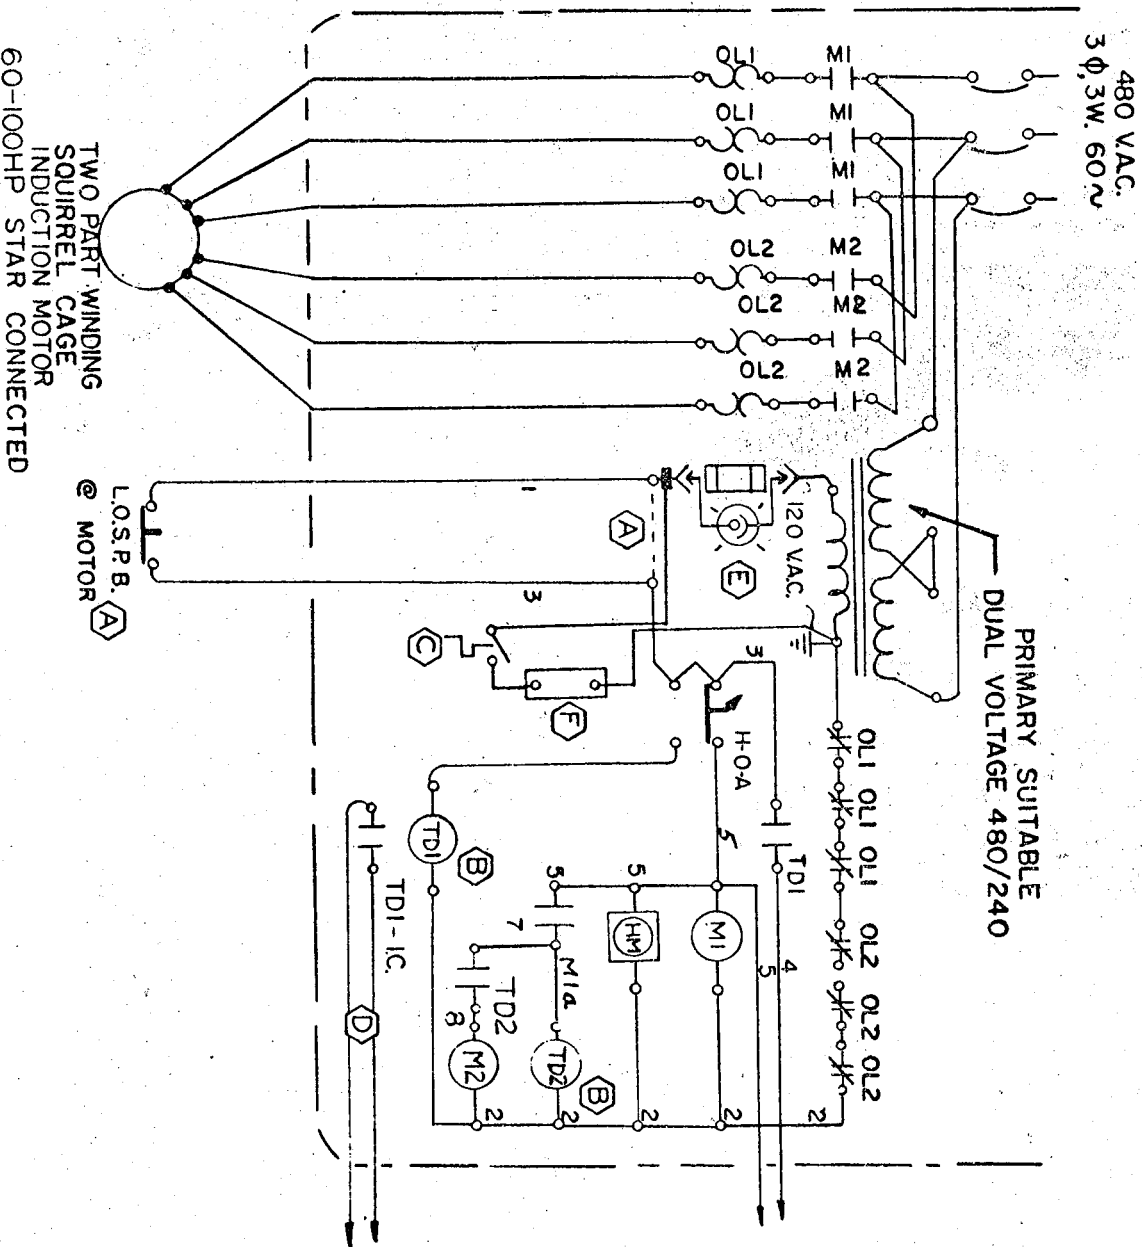 480 V.A.C.
3 ϕ, 3W. 60~
M1
OL1
M1
OL1
M1
OL1
M2
OL2
M2
OL2
M2
OL2
TWO PART WINDING
SQUIRREL CAGE
INDUCTION MOTOR
60-100HP STAR CONNECTED
PRIMARY SUITABLE
DUAL VOLTAGE 480/240
120 V.A.C.
E
A
1
3
L.O.S.P.B.
@ MOTOR
A
C
F
3
H-O-A
OL1 OL1 OL1 OL2 OL2 OL2
TD1
5
4
5
M1
2
2
5
HM
2
5
7
M1a
TD2
B
2
TD2
8
M2
2
TD1
B
TD1-I.C.
D